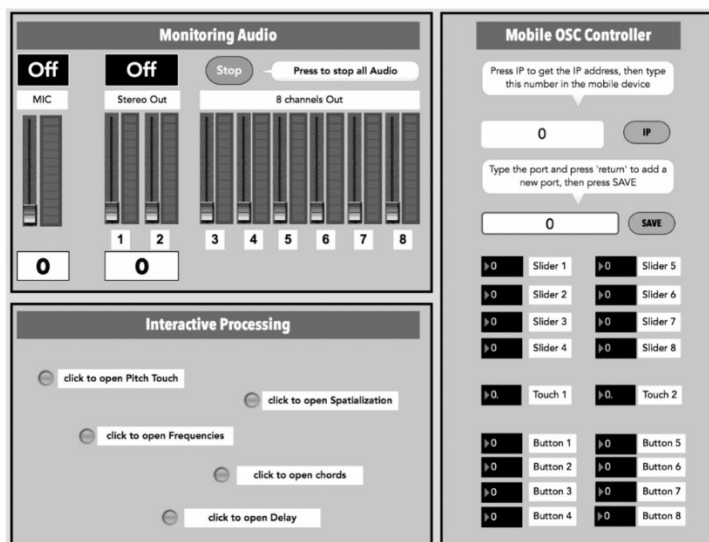 Monitoring Audio
Off
Off
Stop
Press to stop all Audio
MIC
Stereo Out
8 channels Out
1
2
3
4
5
6
7
8
0
0
Interactive Processing
click to open Pitch Touch
click to open Spatialization
click to open Frequencies
click to open chords
click to open Delay
Mobile OSC Controller
Press IP to get the IP address, then type
this number in the mobile device
0
IP
Type the port and press 'return' to add a
new port, then press SAVE
0
SAVE
0 Slider 1 0 Slider 5
0 Slider 2 0 Slider 6
0 Slider 3 0 Slider 7
0 Slider 4 0 Slider 8
0. Touch 1 0. Touch 2
0 Button 1 0 Button 5
0 Button 2 0 Button 6
0 Button 3 0 Button 7
0 Button 4 0 Button 8